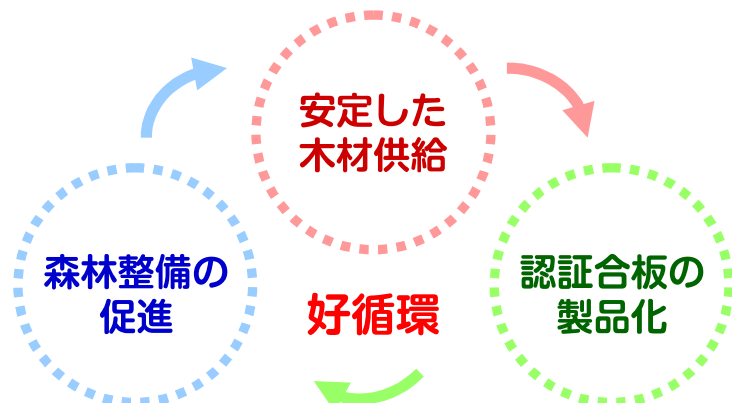 安定した
木材供給
森林整備の
促進
好循環
認証合板の
製品化